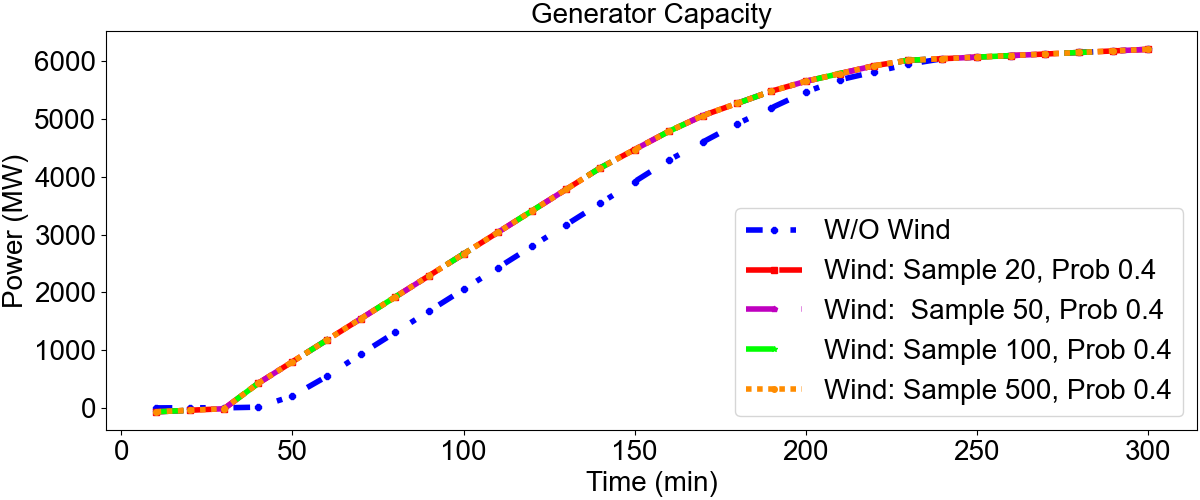 Generator Capacity
Power (MW)
6000
5000
4000
3000
2000
1000
0
W/O Wind
Wind: Sample 20, Prob 0.4
Wind:  Sample 50, Prob 0.4
Wind: Sample 100, Prob 0.4
Wind: Sample 500, Prob 0.4
0 50 100 150 200 250 300
Time (min)